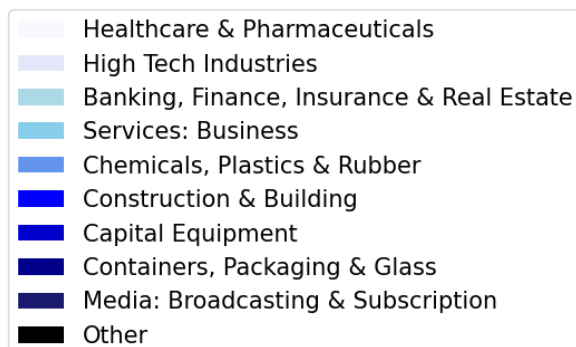 Healthcare & Pharmaceuticals
High Tech Industries
Banking, Finance, Insurance & Real Estate
Services: Business
Chemicals, Plastics & Rubber
Construction & Building
Capital Equipment
Containers, Packaging & Glass
Media: Broadcasting & Subscription
Other